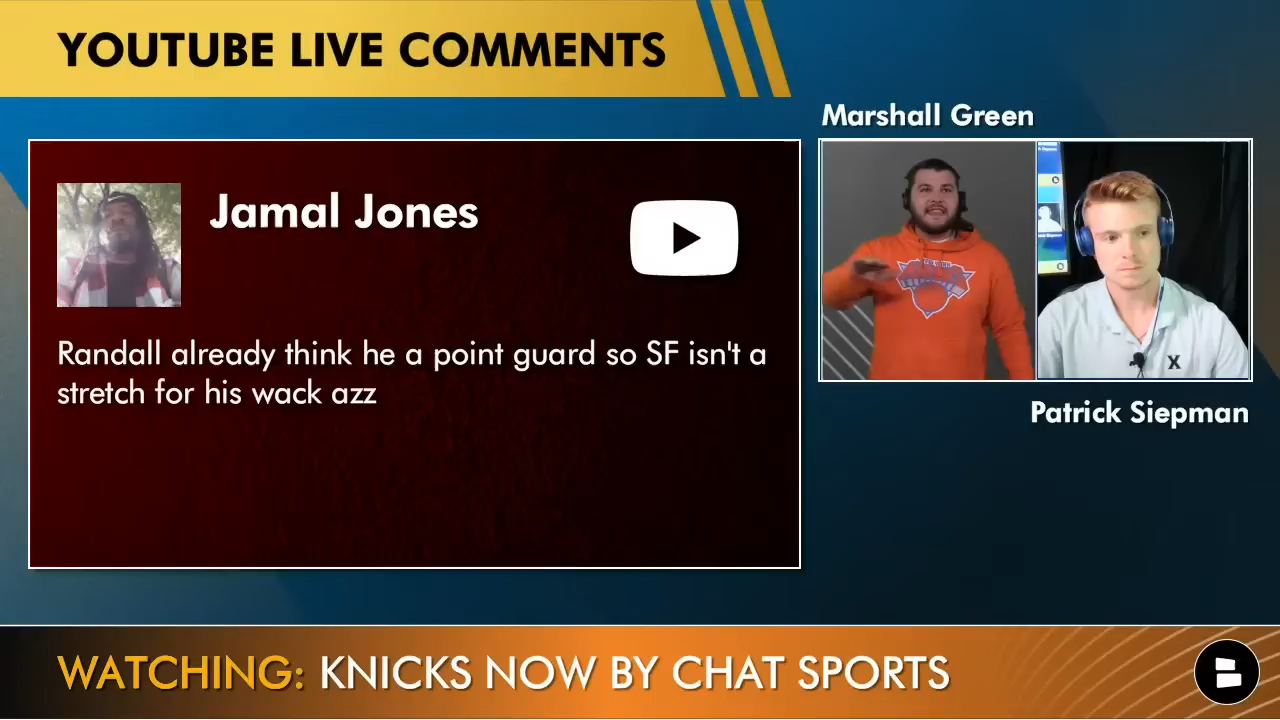 YOUTUBE LIVE COMMENTS
Marshall Green
Jamal Jones
Randall already think he a point guard so SF isn't a
stretch for his wack azz
X
Patrick Siepman
WATCHING: KNICKS NOW BY CHAT SPORTS